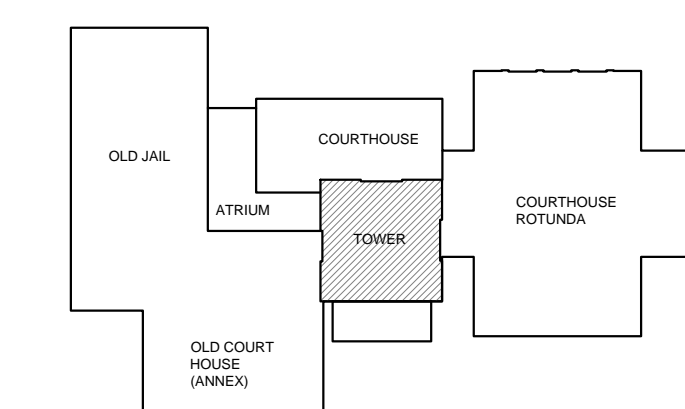 COURTHOUSE
OLD JAIL
COURTHOUSE
ROTUNDA
ATRIUM
TOWER
OLD COURT
HOUSE
(ANNEX)